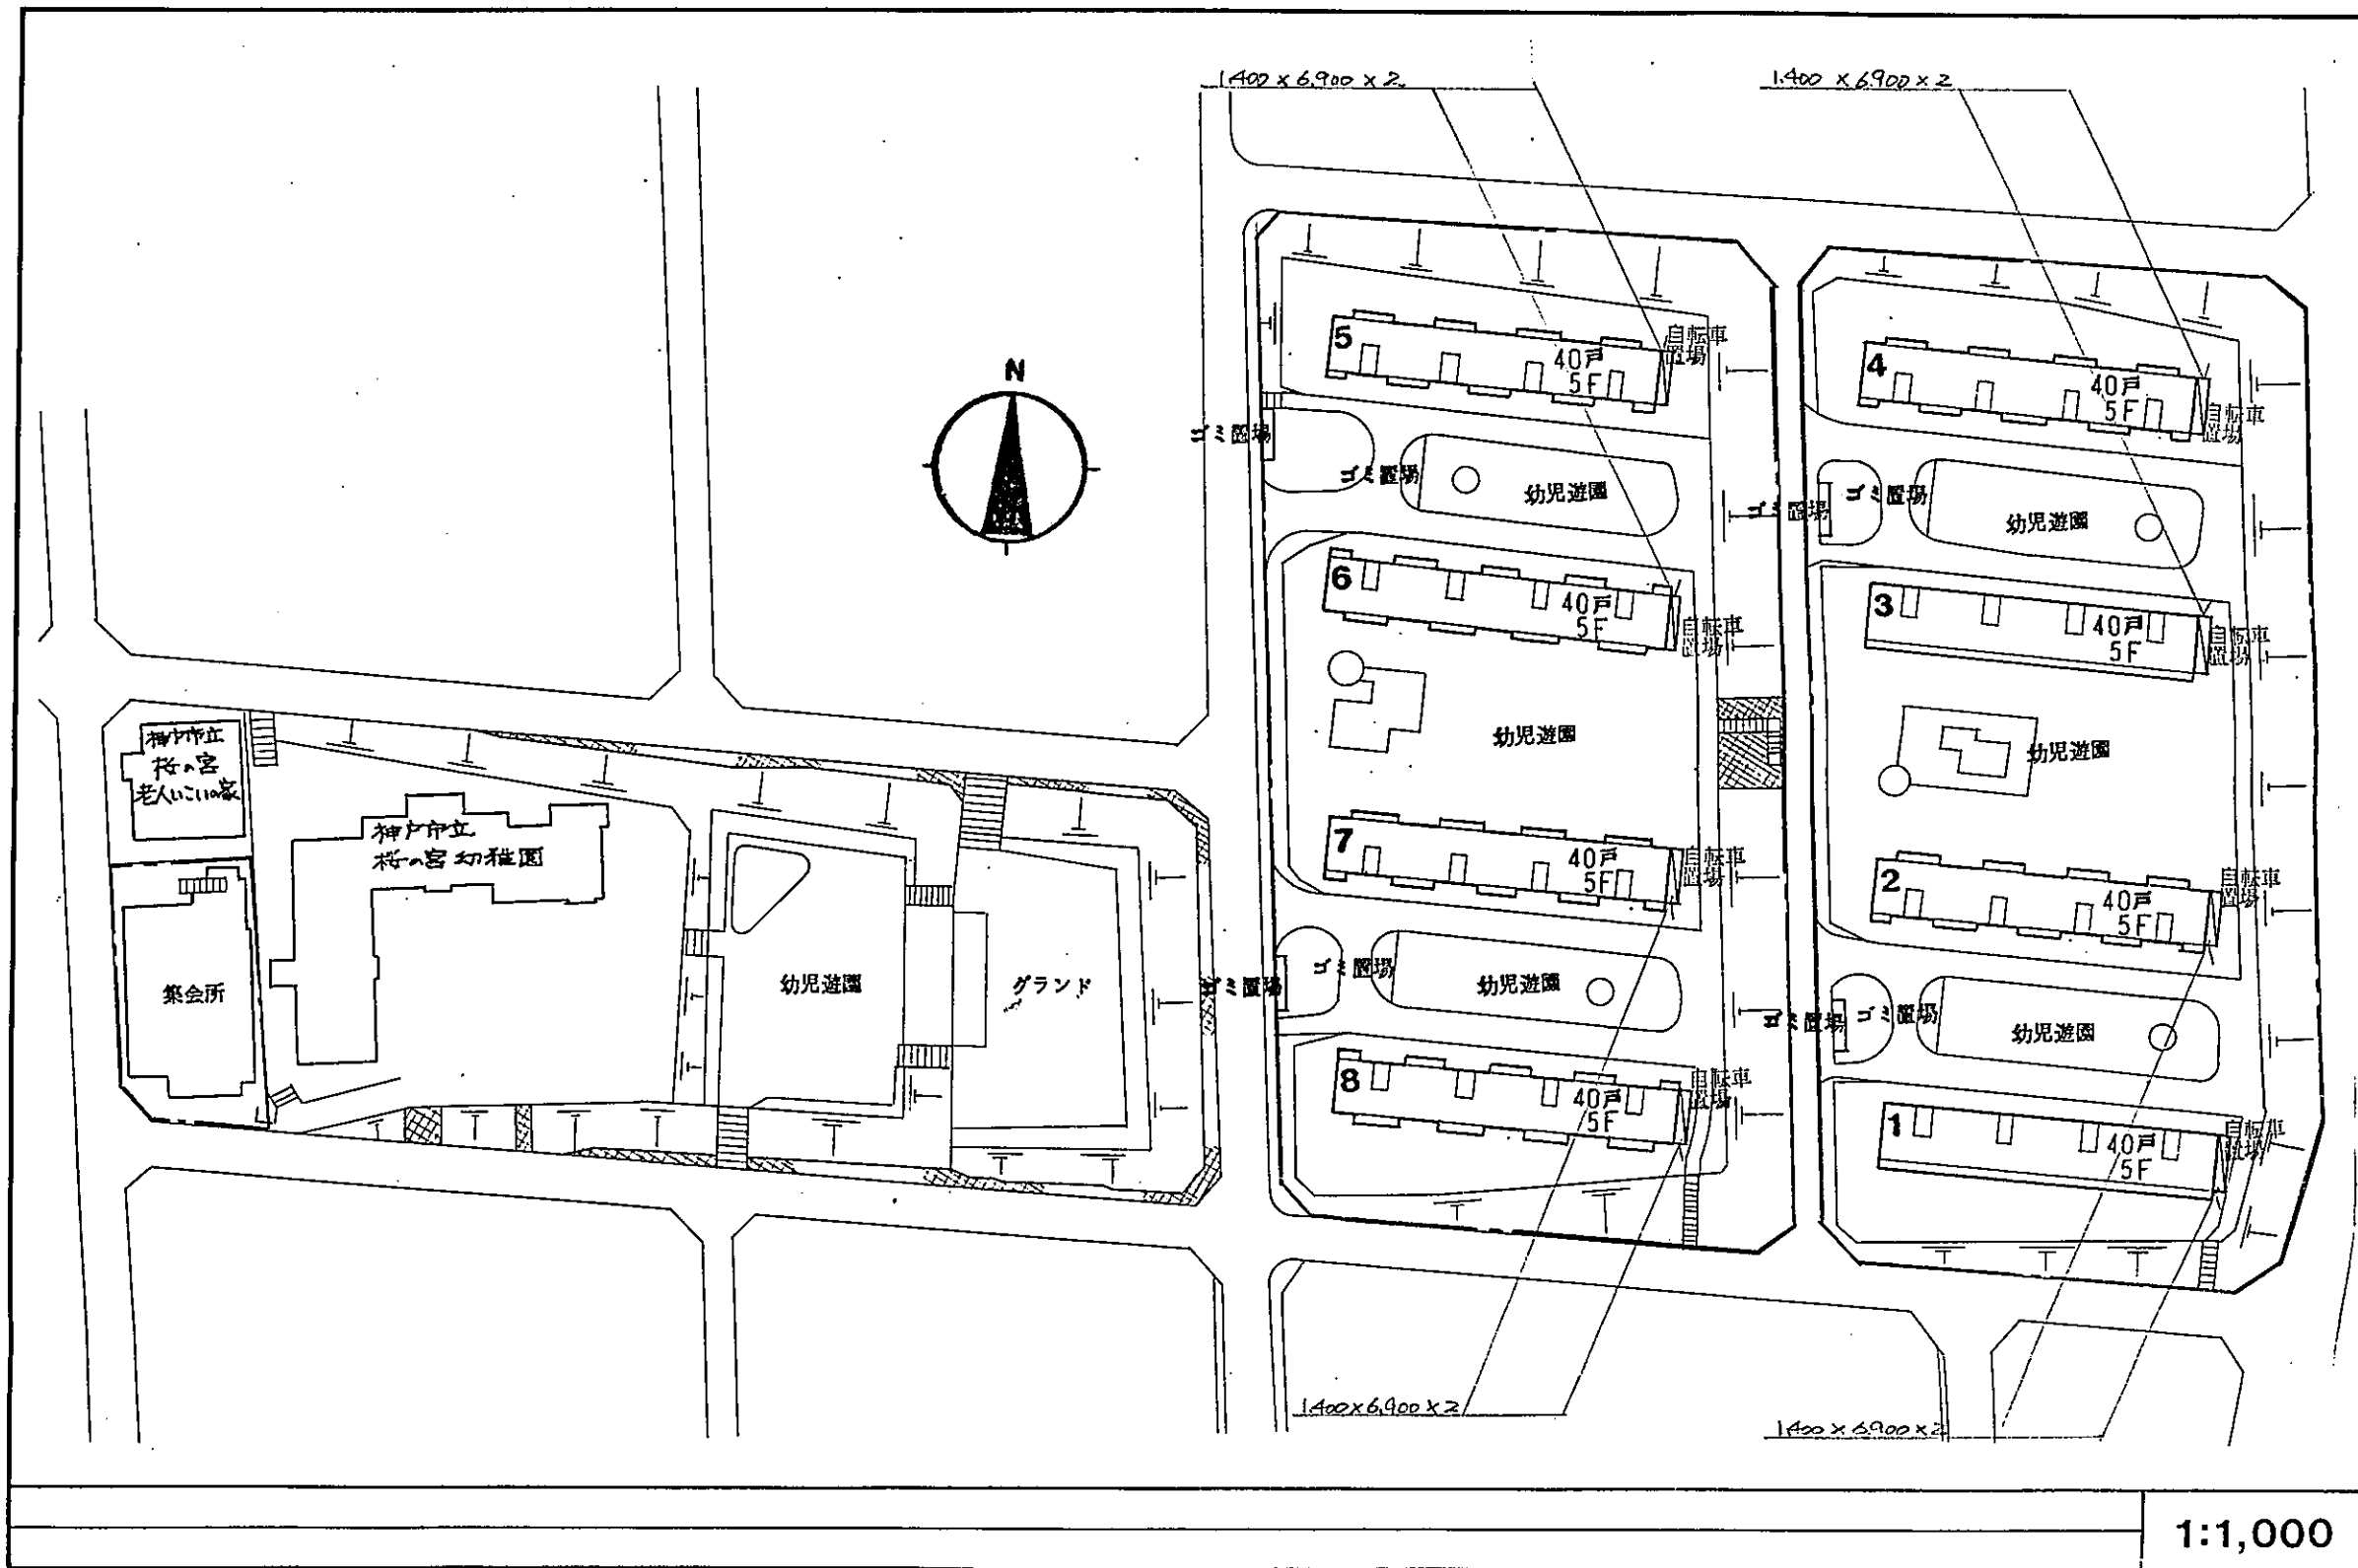 1.400 × 6.900 × 2
1.400 × 6.900 × 2
N
5
40戸
5F
自転車
置場
4
40戸
5F
自転車
置場
ゴミ置場
ゴミ置場
幼児遊園
ゴミ置場
ゴミ置場
幼児遊園
6
40戸
5F
自転車
置場
3
40戸
5F
自転車
置場
神戸市立
桜の宮
老人いこいの家
幼児遊園
幼児遊園
神戸市立
桜の宮幼稚園
7
40戸
5F
自転車
置場
2
40戸
5F
自転車
置場
集会所
幼児遊園
グランド
ゴミ置場
ゴミ置場
幼児遊園
ゴミ置場
ゴミ置場
幼児遊園
8
40戸
5F
自転車
置場
1
40戸
5F
自転車
置場
1.400 × 6.900 × 2
1.400 × 6.900 × 2
1:1,000